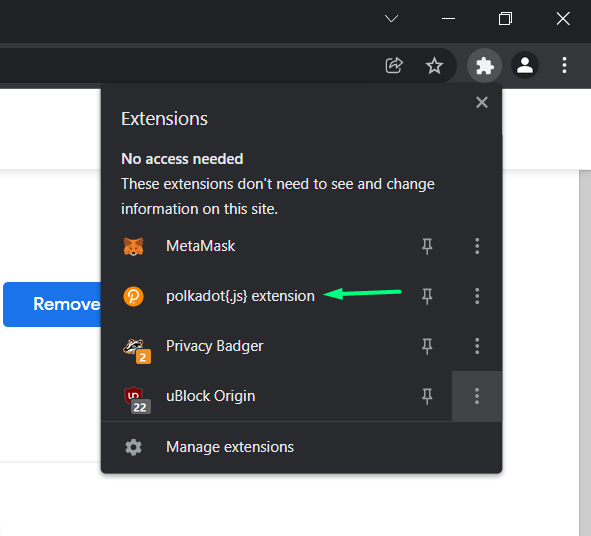 Extensions
No access needed
These extensions don't need to see and change
information on this site.
MetaMask
Remove
polkadot{.js} extension
Privacy Badger
2
uBlock Origin
22
Manage extensions